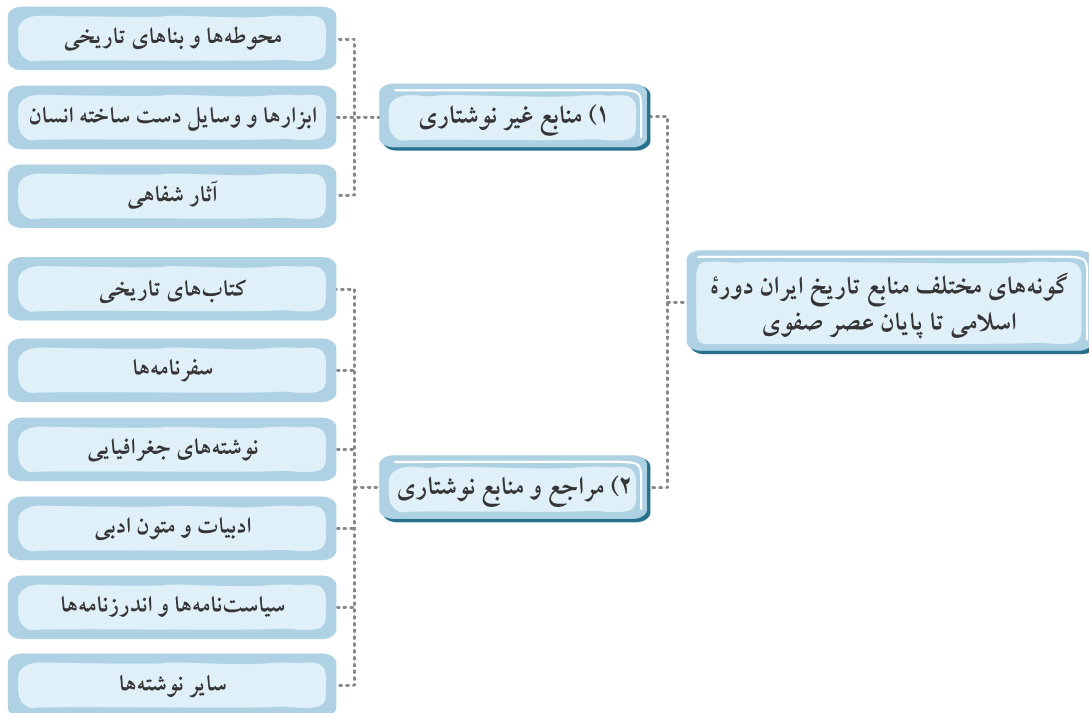 گونه‌های مختلف منابع تاریخ ایران دورهٔ
اسلامی تا پایان عصر صفوی
۱) منابع غیر نوشتاری
محوطه‌ها و بناهای تاریخی
ابزارها و وسایل دست ساخته انسان
آثار شفاهی
۲) مراجع و منابع نوشتاری
کتاب‌های تاریخی
سفرنامه‌ها
نوشته‌های جغرافیایی
ادبیات و متون ادبی
سیاست‌نامه‌ها و اندرزنامه‌ها
سایر نوشته‌ها